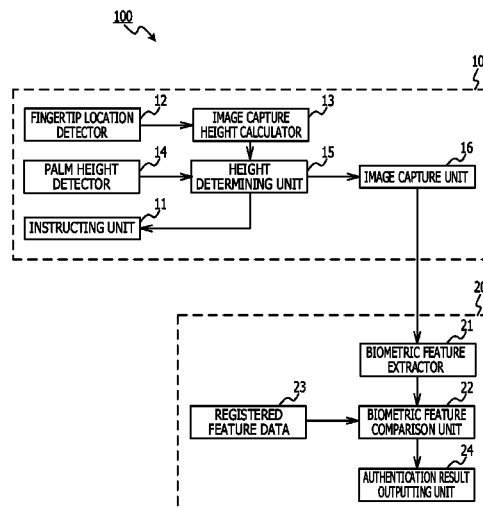 100
10
12
FINGERTIP LOCATION
DETECTOR
13
IMAGE CAPTURE
HEIGHT CALCULATOR
14
PALM HEIGHT
DETECTOR
15
HEIGHT
DETERMINING UNIT
16
IMAGE CAPTURE UNIT
11
INSTRUCTING UNIT
20
21
BIOMETRIC FEATURE
EXTRACTOR
23
REGISTERED
FEATURE DATA
22
BIOMETRIC FEATURE
COMPARISON UNIT
24
AUTHENTICATION RESULT
OUTPUTTING UNIT